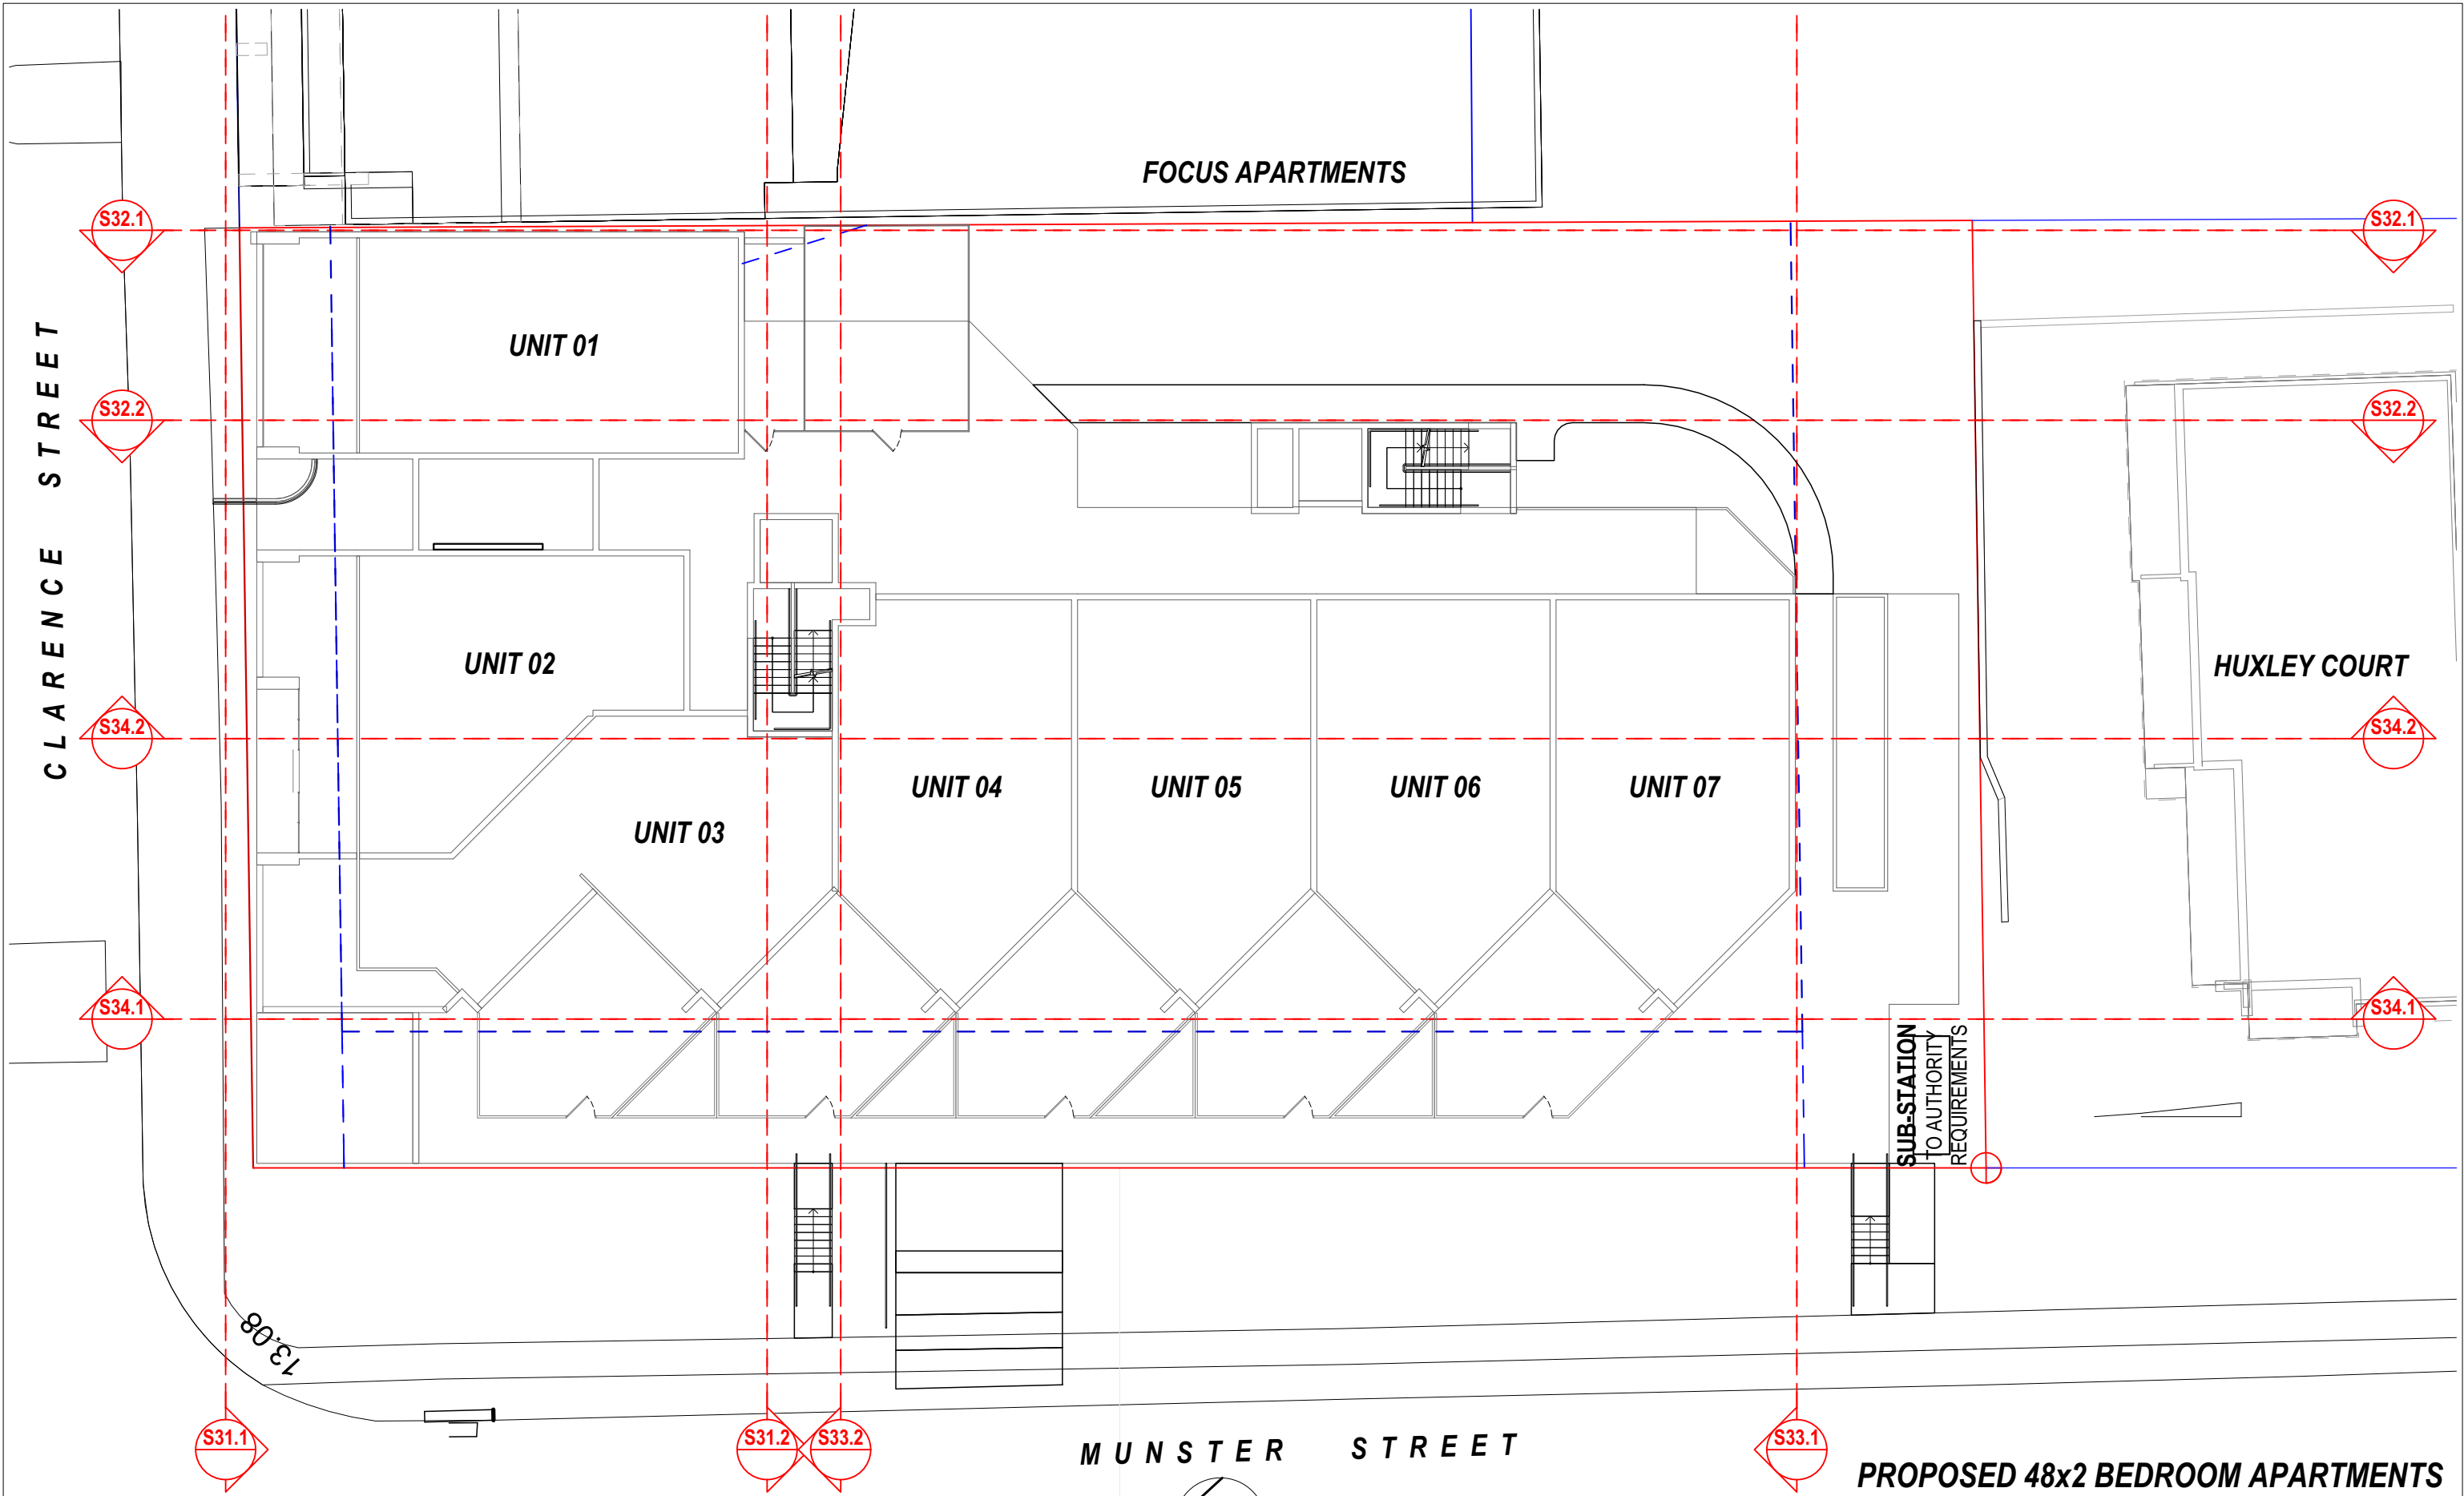 FOCUS APARTMENTS
S32.1
S32.1
UNIT 01
CLARENCE STREET
S32.2
S32.2
UNIT 02
HUXLEY COURT
S34.2
S34.2
UNIT 03
UNIT 04
UNIT 05
UNIT 06
UNIT 07
S34.1
S34.1
SUB-STATION
TO AUTHORITY
REQUIREMENTS
13.08
S31.1
S31.2
S33.2
S33.1
MUNSTER STREET
PROPOSED 48x2 BEDROOM APARTMENTS